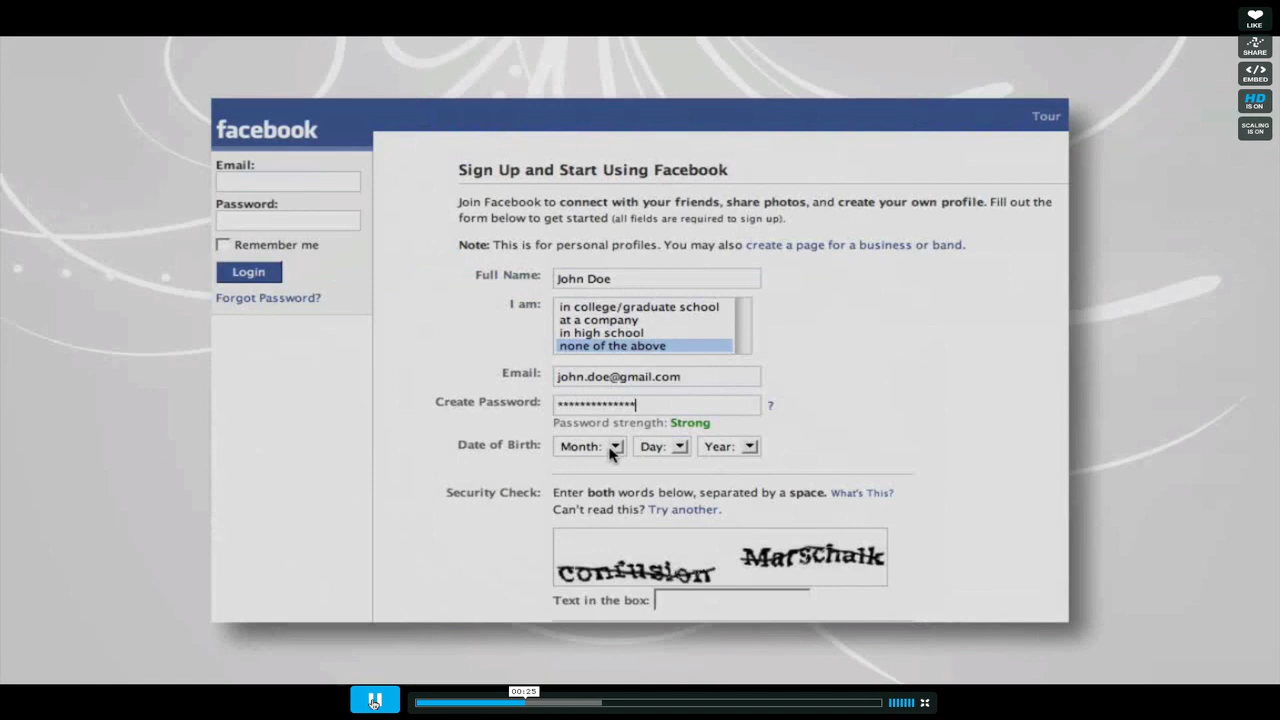 LIKE
SHARE
</>
EMBED
HD
IS ON
SCALING
IS ON
facebook
Tour
Email:
Password:
Remember me
Login
Forgot Password?
Sign Up and Start Using Facebook
Join Facebook to connect with your friends, share photos, and create your own profile. Fill out the
form below to get started (all fields are required to sign up).
Note: This is for personal profiles. You may also create a page for a business or band.
Full Name: John Doe
I am: in college/graduate school
at a company
in high school
none of the above
Email: john.doe@gmail.com
Create Password: ************** ?
Password strength: Strong
Date of Birth: Month: Day: Year:
Security Check: Enter both words below, separated by a space. What's This?
Can't read this? Try another.
confusion Marschalk
Text in the box:
00:25